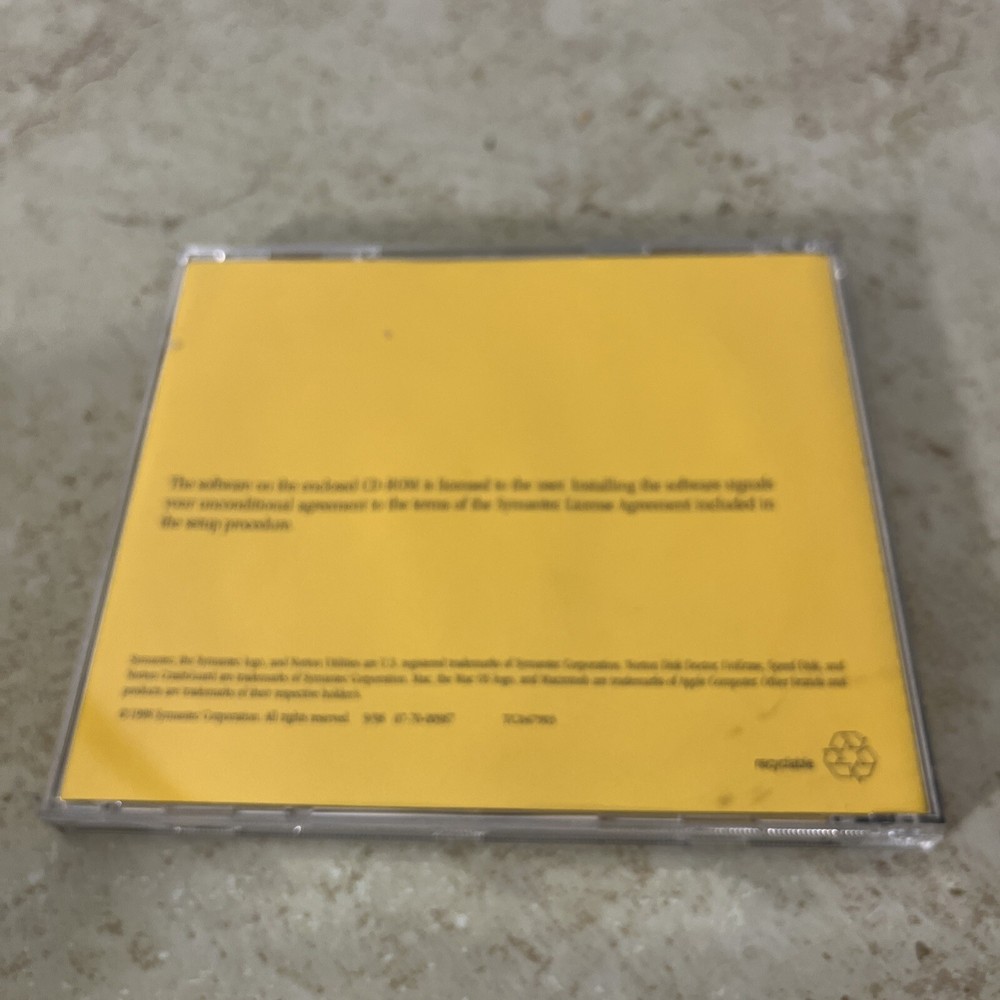 The software on the enclosed CD-ROM is licensed to the user. Installing the software signals
your unconditional agreement to the terms of the Symantec License Agreement included in
the setup procedure.
Symantec, the Symantec logo, and Norton Utilities are U.S. registered trademarks of Symantec Corporation. Norton Disk Doctor, UnErase, Speed Disk, and
Norton CrashGuard are trademarks of Symantec Corporation. Mac, the Mac OS logo, and Macintosh are trademarks of Apple Computer. Other brands and
products are trademarks of their respective holder/s.
Symantec Corporation. All rights reserved.
recyclable